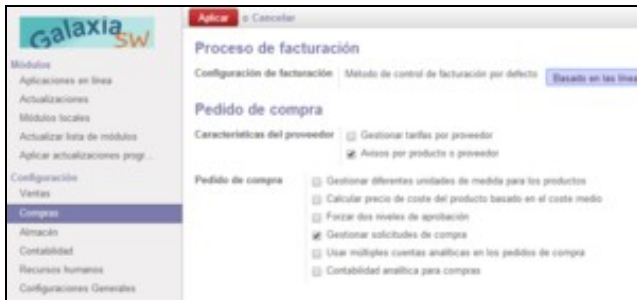 Galaxia sw
Módulos
Aplicaciones en línea
Actualizaciones
Módulos locales
Actualizar lista de módulos
Aplicar actualizaciones progr...
Configuración
Ventas
Compras
Almacén
Contabilidad
Recursos humanos
Configuraciones Generales
Aplicar o Cancelar
Proceso de facturación
Configuración de facturación Método de control de facturación por defecto Basado en las línea
Pedido de compra
Características del proveedor Gestionar tarifas por proveedor
Avisos por producto o proveedor
Pedido de compra Gestionar diferentes unidades de medida para los productos
Calcular precio de coste del producto basado en el coste medio
Forzar dos niveles de aprobación
Gestionar solicitudes de compra
Usar múltiples cuentas analíticas en los pedidos de compra
Contabilidad analítica para compras